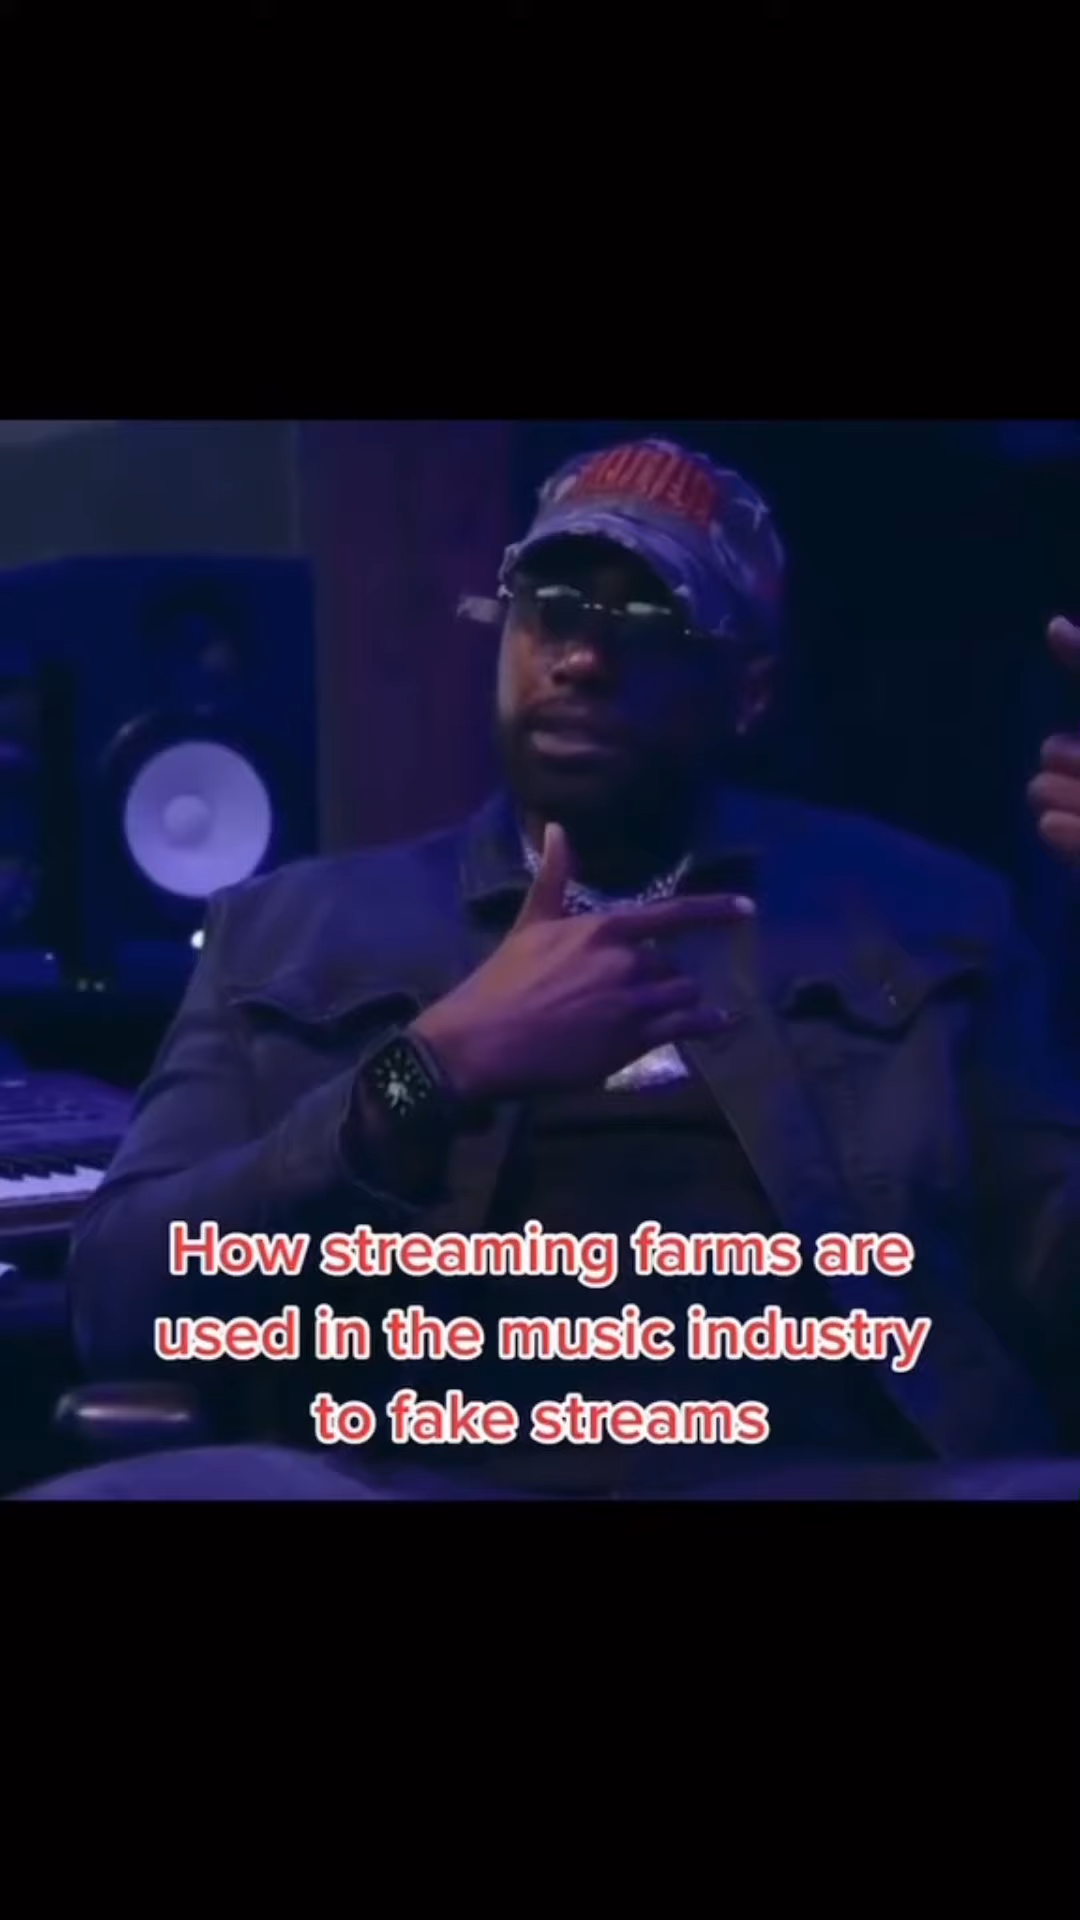 How streaming farms are
used in the music industry
to fake streams